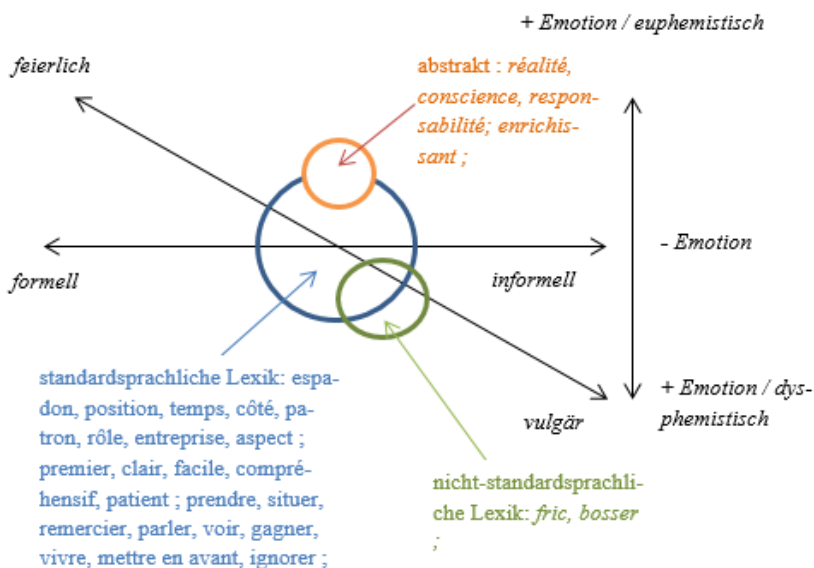 + Emotion / euphemistisch
feierlich
abstrakt : réalité,
conscience, respon-
sabilité; enrichis-
sant ;
- Emotion
formell
informell
+ Emotion / dys-
phemistisch
vulgär
standardsprachliche Lexik: espa-
don, position, temps, côté, pa-
tron, rôle, entreprise, aspect ;
premier, clair, facile, compré-
hensif, patient ; prendre, situer,
remercier, parler, voir, gagner,
vivre, mettre en avant, ignorer ;
nicht-standardsprachli-
che Lexik: fric, bosser
;